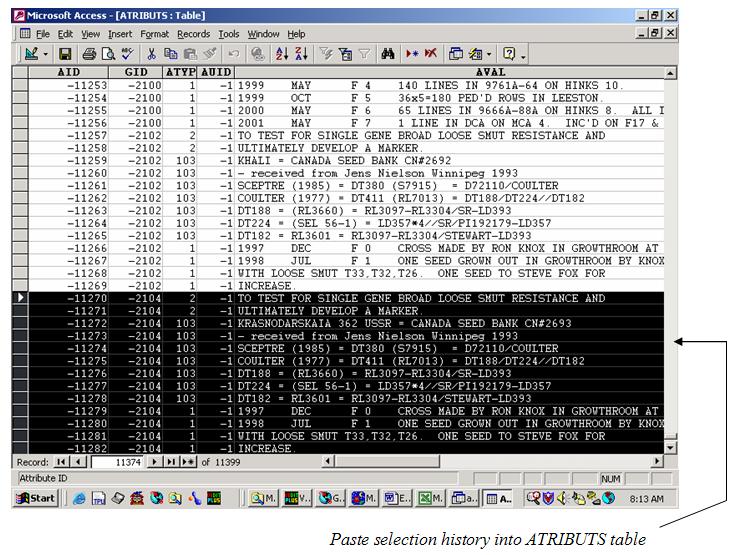 Microsoft Access - [ATRIBUTS : Table]
File Edit View Insert Format Records Tools Window Help
AID GID ATYP AUID AVAL
-11253 -2100 1 -1 1999 MAY F 4 140 LINES IN 9761A-64 ON HINKS 10.
-11254 -2100 1 -1 1999 OCT F 5 36x5=180 PED'D ROWS IN LEESTON.
-11255 -2100 1 -1 2000 MAY F 6 65 LINES IN 9666A-88A ON HINKS 8. ALL I
-11256 -2100 1 -1 2001 MAY F 7 1 LINE IN DCA ON MCA 4. INC'D ON F17 &
-11257 -2102 2 -1 TO TEST FOR SINGLE GENE BROAD LOOSE SMUT RESISTANCE AND
-11258 -2102 2 -1 ULTIMATELY DEVELOP A MARKER.
-11259 -2102 103 -1 KHALI = CANADA SEED BANK CN#2692
-11260 -2102 103 -1 - received from Jens Nielson Winnipeg 1993
-11261 -2102 103 -1 SCEPTRE (1985) = DT380 (S7915) = D72110/COULTER
-11262 -2102 103 -1 COULTER (1977) = DT411 (RL7013) = DT188/DT224//DT182
-11263 -2102 103 -1 DT188 = (RL3660) = RL3097-RL3304/SR-LD393
-11264 -2102 103 -1 DT224 = (SEL 56-1) = LD357*4//SR/PI192179-LD357
-11265 -2102 103 -1 DT182 = RL3601 = RL3097-RL3304/STEWART-LD393
-11266 -2102 1 -1 1997 DEC F 0 CROSS MADE BY RON KNOX IN GROWTHROOM AT
-11267 -2102 1 -1 1998 JUL F 1 ONE SEED GROWN OUT IN GROWTHROOM BY KNOX
-11268 -2102 1 -1 WITH LOOSE SMUT T33,T32,T26. ONE SEED TO STEVE FOX FOR
-11269 -2102 1 -1 INCREASE.
-11270 -2104 2 -1 TO TEST FOR SINGLE GENE BROAD LOOSE SMUT RESISTANCE AND
-11271 -2104 2 -1 ULTIMATELY DEVELOP A MARKER.
-11272 -2104 103 -1 KRASNODARSKAIA 362 USSR = CANADA SEED BANK CN#2693
-11273 -2104 103 -1 - received from Jens Nielson Winnipeg 1993
-11274 -2104 103 -1 SCEPTRE (1985) = DT380 (S7915) = D72110/COULTER
-11275 -2104 103 -1 COULTER (1977) = DT411 (RL7013) = DT188/DT224//DT182
-11276 -2104 103 -1 DT188 = (RL3660) = RL3097-RL3304/SR-LD393
-11277 -2104 103 -1 DT224 = (SEL 56-1) = LD357*4//SR/PI192179-LD357
-11278 -2104 103 -1 DT182 = RL3601 = RL3097-RL3304/STEWART-LD393
-11279 -2104 1 -1 1997 DEC F 0 CROSS MADE BY RON KNOX IN GROWTHROOM AT
-11280 -2104 1 -1 1998 JUL F 1 ONE SEED GROWN OUT IN GROWTHROOM BY KNOX
-11281 -2104 1 -1 WITH LOOSE SMUT T33,T32,T26. ONE SEED TO STEVE FOX FOR
-11282 -2104 1 -1 INCREASE.
Record: 11374 of 11399
Attribute ID NUM
Start M. V.. G.. M. E.. M.. a.. A.. 8:13 AM
Paste selection history into ATRIBUTS table